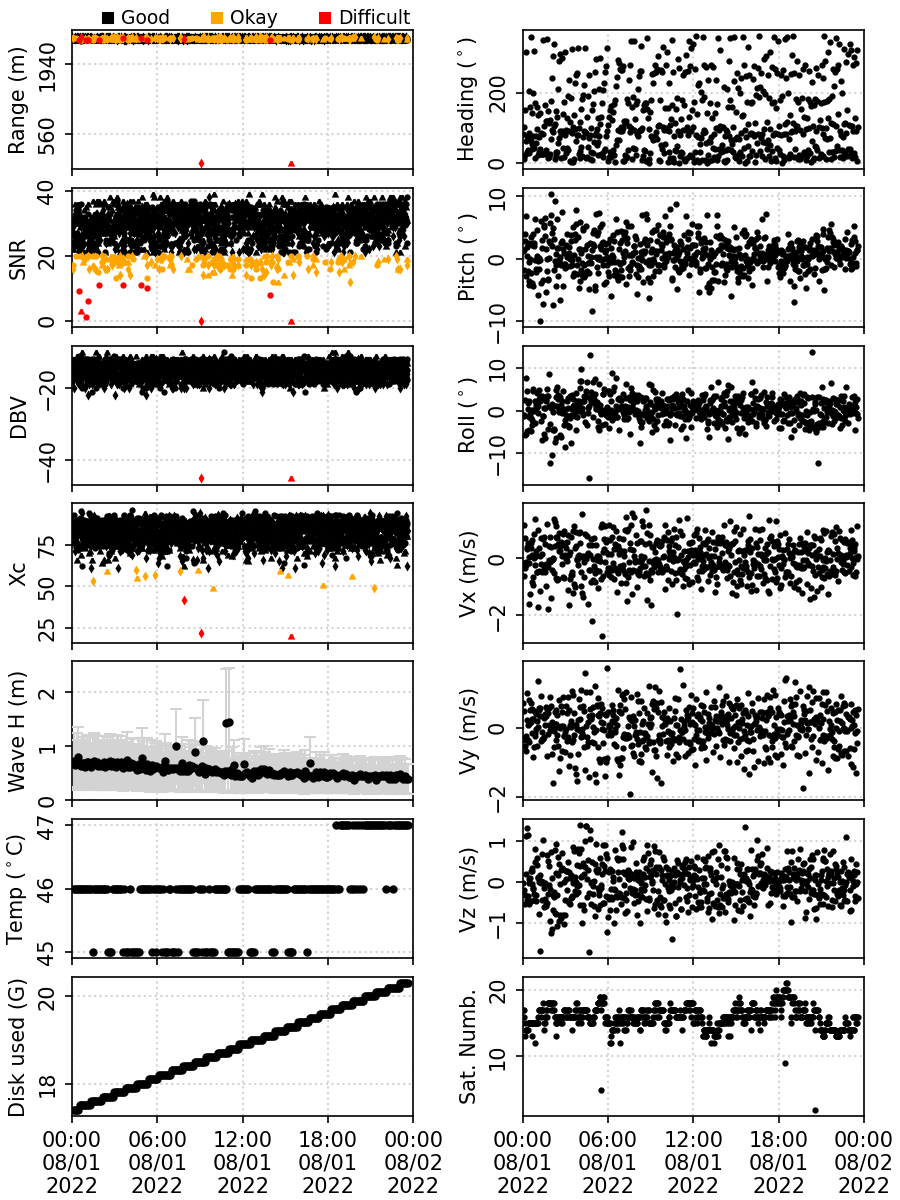 Good Okay Difficult
Range (m)
1940
560
Heading (°)
200
0
SNR
40
20
0
Pitch (°)
10
0
−10
DBV
−20
−40
Roll (°)
10
0
−10
Xc
75
50
25
Vx (m/s)
0
−2
Wave H (m)
2
1
0
Vy (m/s)
0
−2
Temp (°C)
47
46
45
Vz (m/s)
1
0
−1
Disk used (G)
20
18
Sat. Numb.
20
10
00:00 06:00 12:00 18:00 00:00
08/01 08/01 08/01 08/01 08/02
2022 2022 2022 2022 2022
00:00 06:00 12:00 18:00 00:00
08/01 08/01 08/01 08/01 08/02
2022 2022 2022 2022 2022